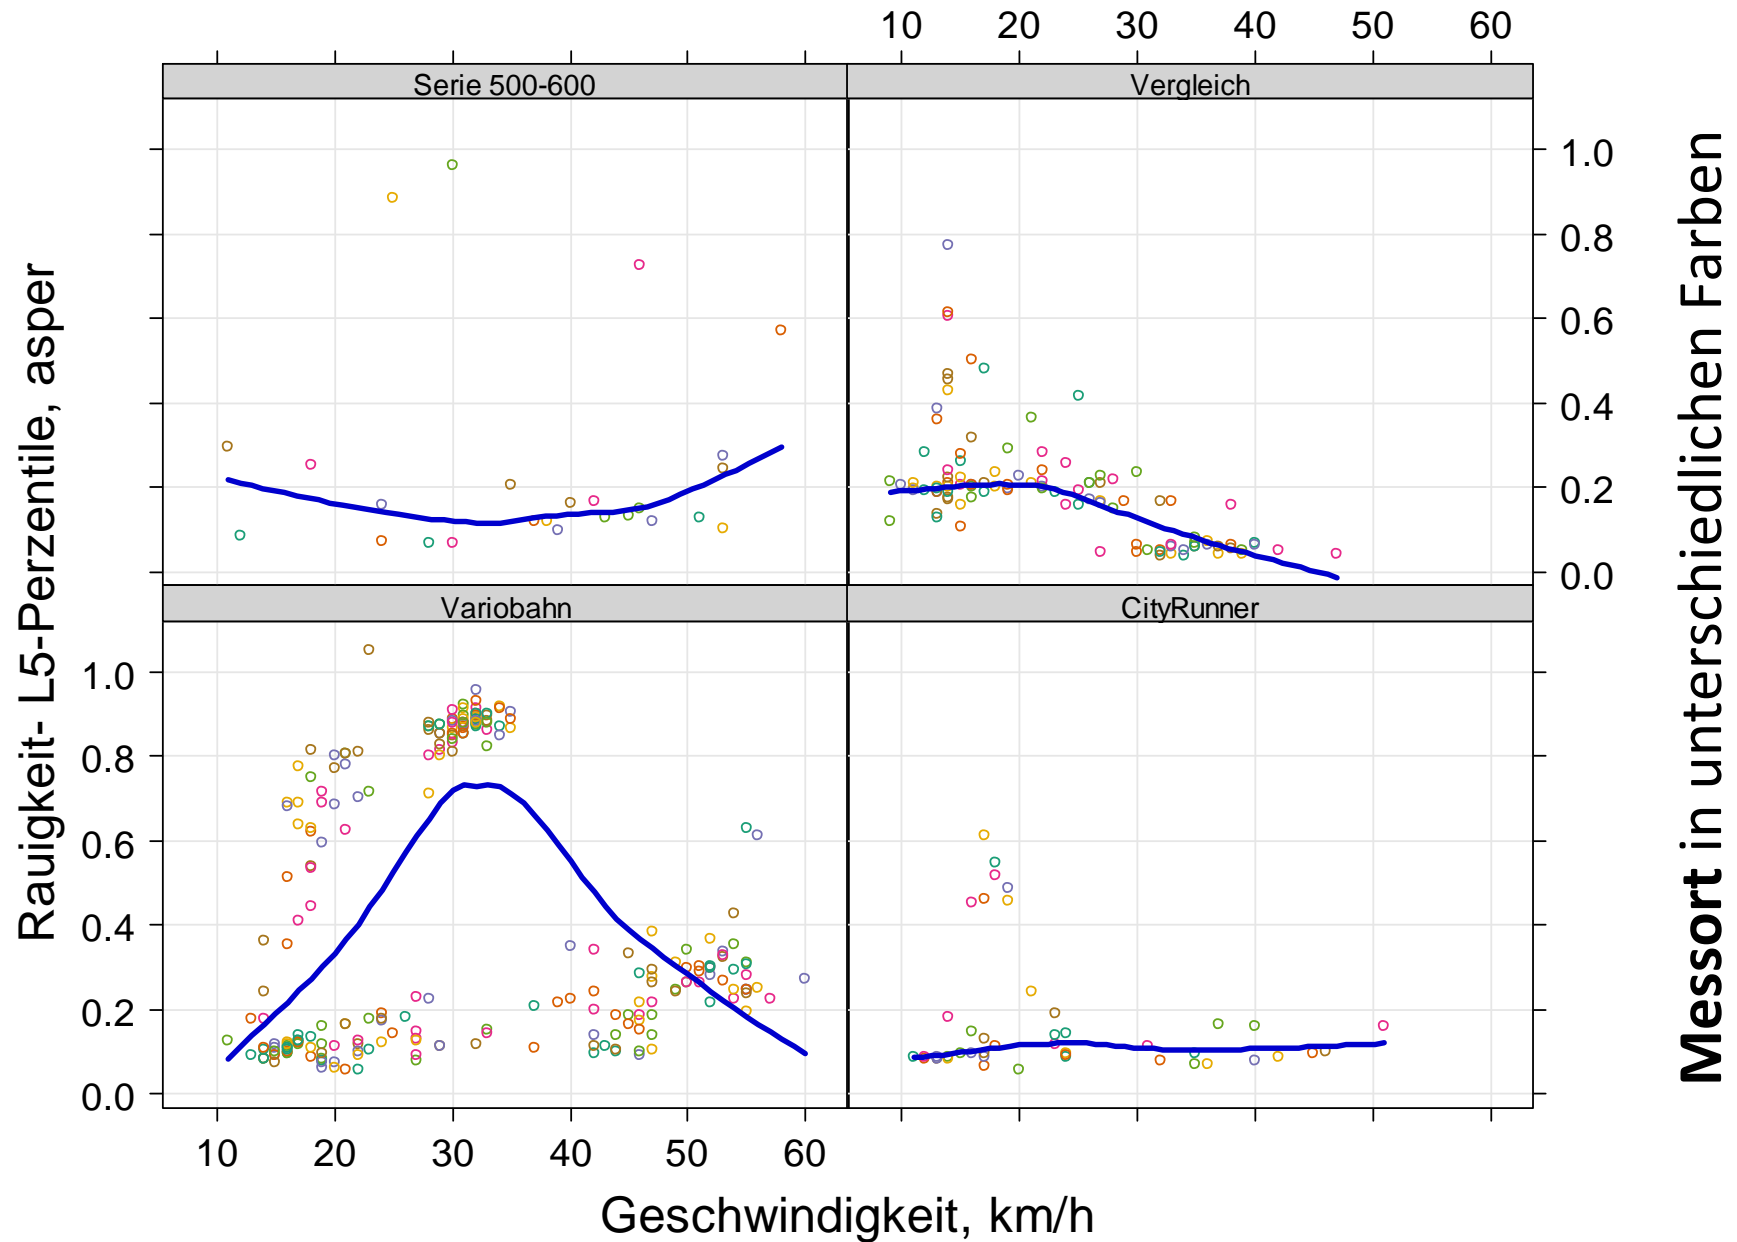 10 20 30 40 50 60
Serie 500-600
Vergleich
1.0
0.8
0.6
0.4
0.2
0.0
Rauigkeit- L5-Perzentile, asper
Messort in unterschiedlichen Farben
Variobahn
CityRunner
1.0
0.8
0.6
0.4
0.2
0.0
10 20 30 40 50 60
Geschwindigkeit, km/h